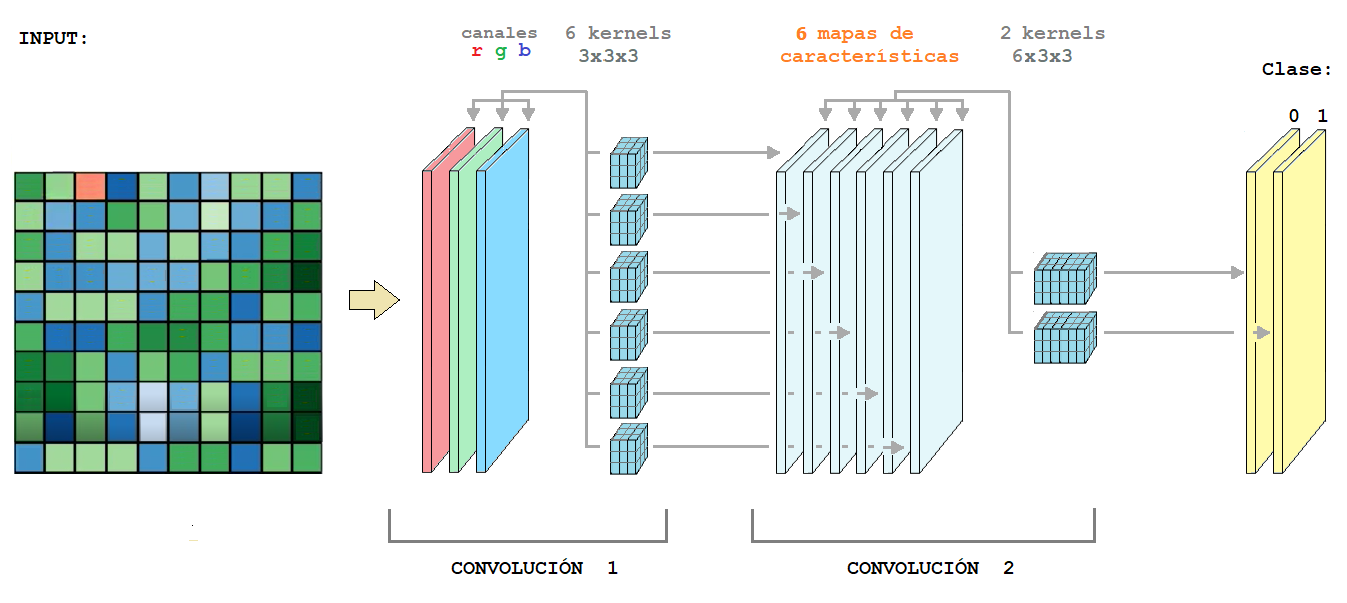 INPUT:
canales
r g b
6 kernels
3x3x3
6 mapas de
características
2 kernels
6x3x3
Clase:
0 1
CONVOLUCIÓN 1
CONVOLUCIÓN 2